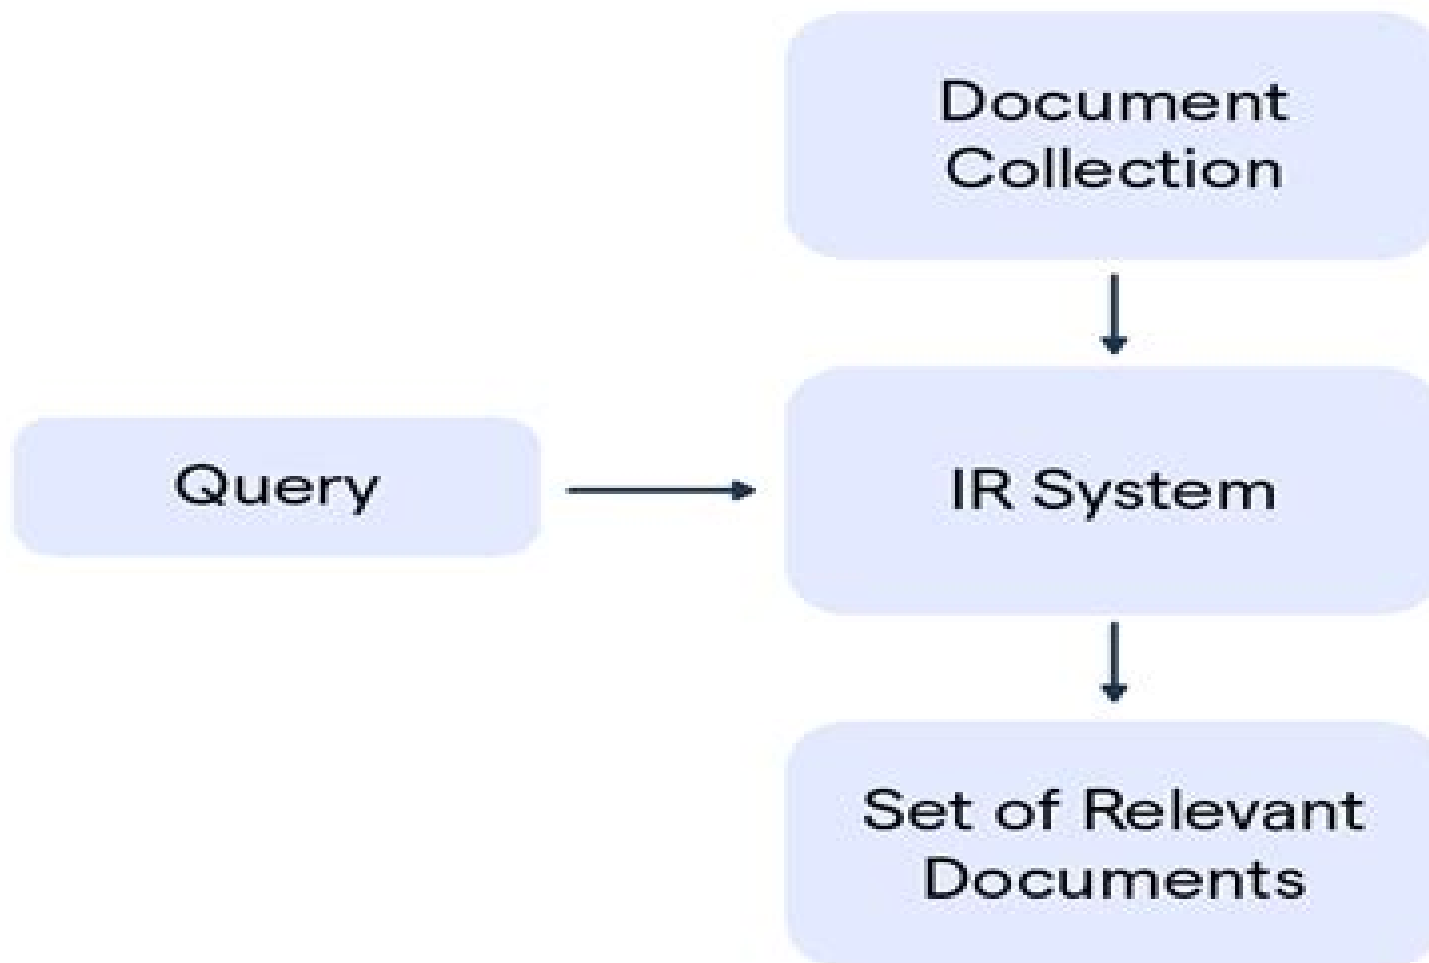 Document
Collection
Query
IR System
Set of Relevant
Documents